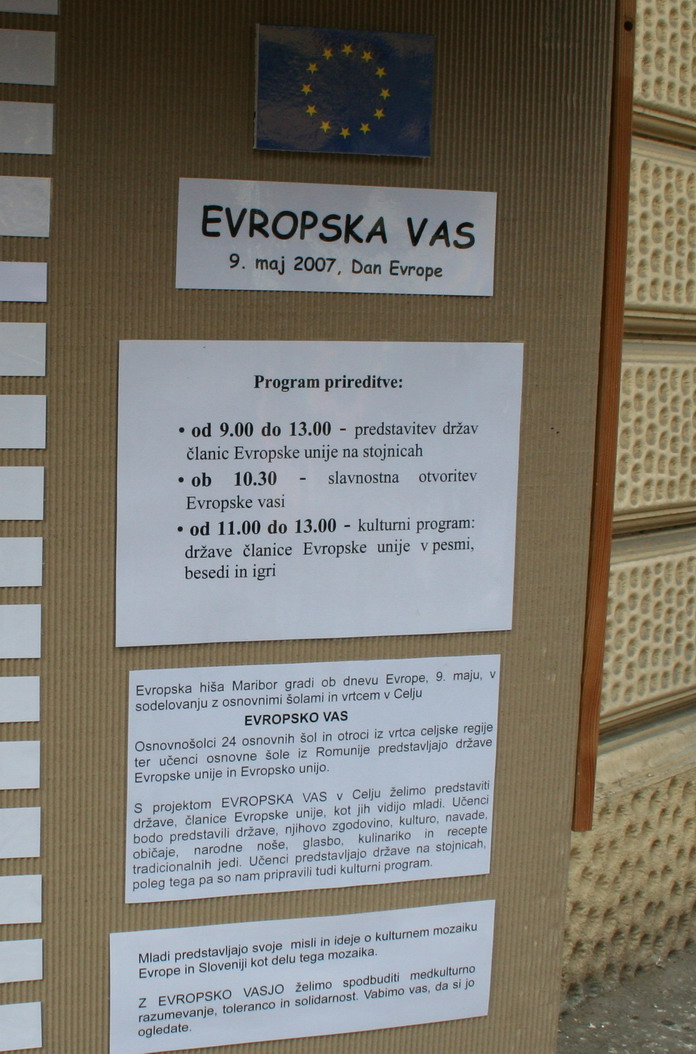 EVROPSKA VAS
9. maj 2007, Dan Evrope
Program prireditve:
• od 9.00 do 13.00 - predstavitev držav
članic Evropske unije na stojnicah
• ob 10.30 - slavnostna otvoritev
Evropske vasi
• od 11.00 do 13.00 - kulturni program:
države članice Evropske unije v pesmi,
besedi in igri
Evropska hiša Maribor gradi ob dnevu Evrope, 9. maju, v
sodelovanju z osnovnimi šolami in vrtcem v Celju
EVROPSKO VAS
Osnovnošolci 24 osnovnih šol in otroci iz vrtca celjske regije
ter učenci osnovne šole iz Romunije predstavljajo države
Evropske unije in Evropsko unijo.
S projektom EVROPSKA VAS v Celju želimo predstaviti
države, članice Evropske unije, kot jih vidijo mladi. Učenci
bodo predstavili države, njihovo zgodovino, kulturo, navade,
običaje, narodne noše, glasbo, kulinariko in recepte
tradicionalnih jedi. Učenci predstavljajo države na stojnicah,
poleg tega pa so nam pripravili tudi kulturni program.
Mladi predstavljajo svoje misli in ideje o kulturnem mozaiku
Evrope in Sloveniji kot delu tega mozaika.
Z EVROPSKO VASJO želimo spodbuditi medkulturno
razumevanje, toleranco in solidarnost. Vabimo vas, da si jo
ogledate.